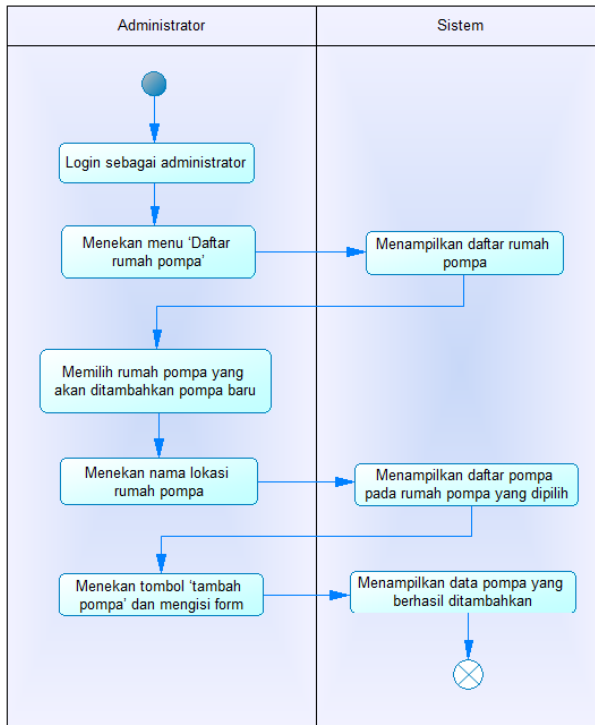 Administrator
Sistem
Login sebagai administrator
Menekan menu ‘Daftar
rumah pompa’
Menampilkan daftar rumah
pompa
Memilih rumah pompa yang
akan ditambahkan pompa baru
Menekan nama lokasi
rumah pompa
Menampilkan daftar pompa
pada rumah pompa yang dipilih
Menekan tombol ‘tambah
pompa’ dan mengisi form
Menampilkan data pompa yang
berhasil ditambahkan